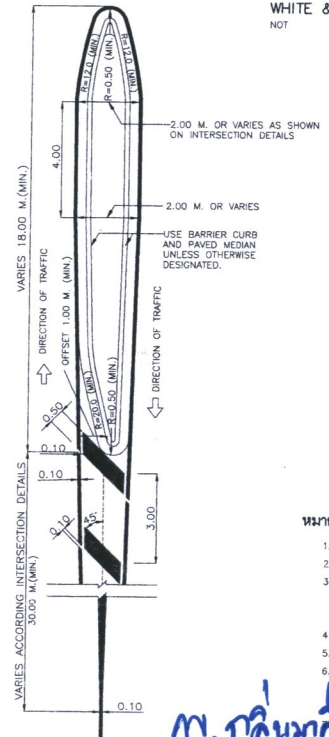 WHITE &
NOT
R=12.0 (MIN.)
R=0.50 (MIN.)
R=12.0 (MIN.)
2.00 M. OR VARIES AS SHOWN
ON INTERSECTION DETAILS
4.00
VARIES 18.00 M.(MIN.)
2.00 M. OR VARIES
USE BARRIER CURB
AND PAVED MEDIAN
UNLESS OTHERWISE
DESIGNATED.
DIRECTION OF TRAFFIC
OFFSET 1.00 M. (MIN.)
DIRECTION OF TRAFFIC
R=20.0 (MIN.)
R=0.50 (MIN.)
0.50
0.10
0.10
3.00
0.10
45°
VARIES ACCORDING INTERSECTION DETAILS
30.00 M.(MIN.)
0.10
หมาย
1.
2.
3.
4.
5.
6.